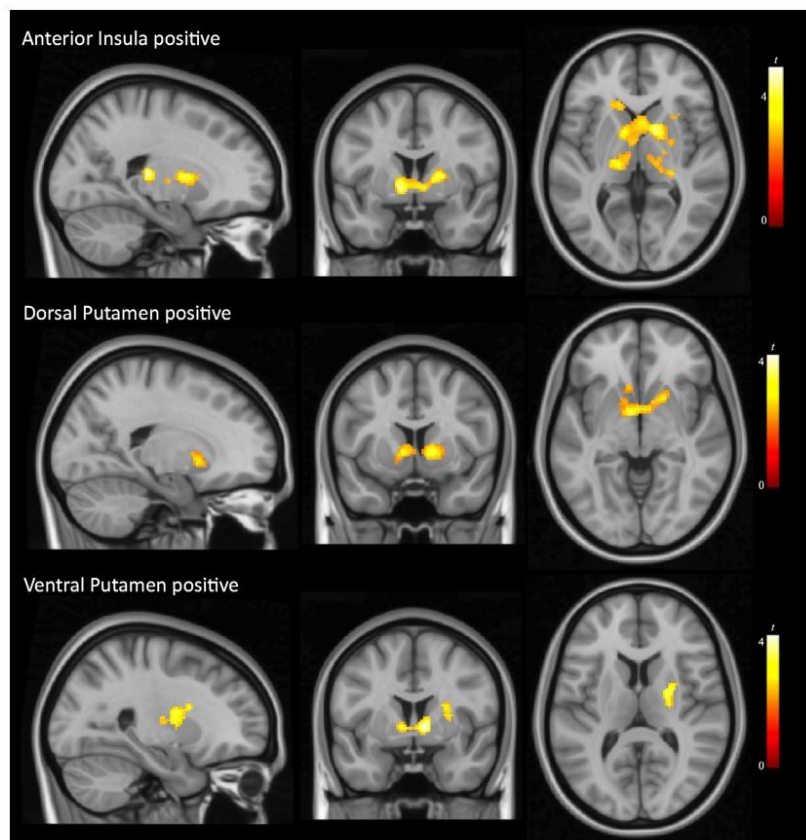 Anterior Insula positive
t
4
0
Dorsal Putamen positive
t
4
0
Ventral Putamen positive
t
4
0